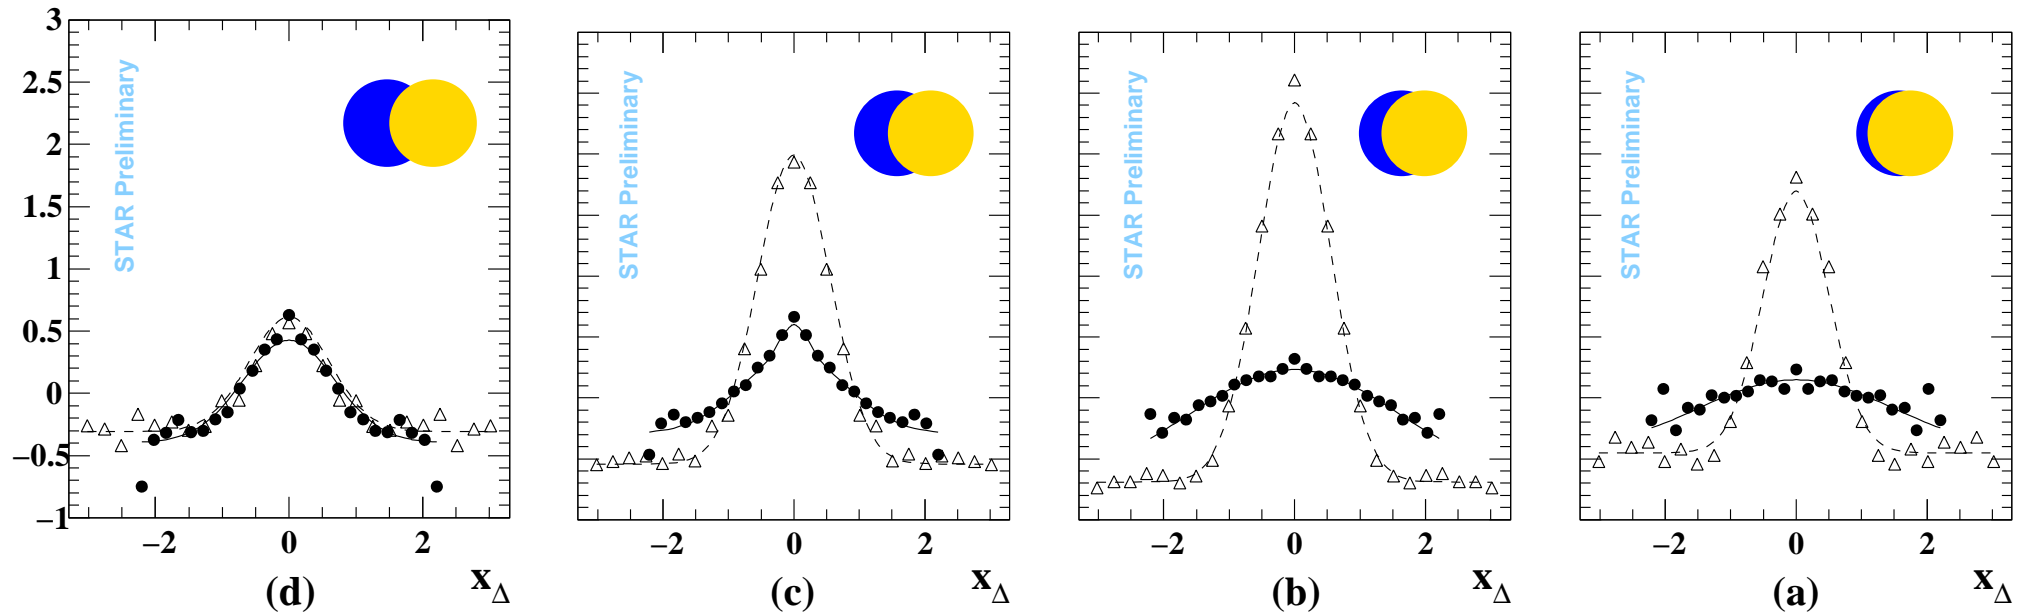 3
2.5
2
1.5
1
0.5
0
−0.5
−1
STAR Preliminary
−2 0 2
xΔ
(d)
STAR Preliminary
−2 0 2
xΔ
(c)
STAR Preliminary
−2 0 2
xΔ
(b)
STAR Preliminary
−2 0 2
xΔ
(a)